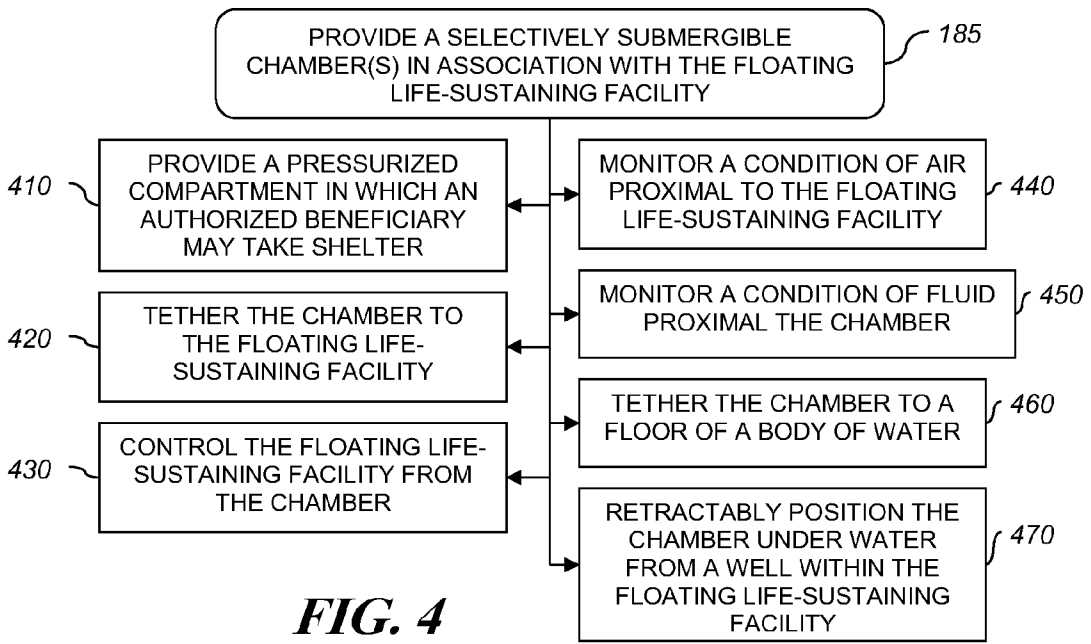 PROVIDE A SELECTIVELY SUBMERGIBLE
CHAMBER(S) IN ASSOCIATION WITH THE FLOATING
LIFE-SUSTAINING FACILITY
185
410
PROVIDE A PRESSURIZED
COMPARTMENT IN WHICH AN
AUTHORIZED BENEFICIARY
MAY TAKE SHELTER
420
TETHER THE CHAMBER TO
THE FLOATING LIFE-
SUSTAINING FACILITY
430
CONTROL THE FLOATING LIFE-
SUSTAINING FACILITY FROM
THE CHAMBER
MONITOR A CONDITION OF AIR
PROXIMAL TO THE FLOATING
LIFE-SUSTAINING FACILITY
440
MONITOR A CONDITION OF FLUID
PROXIMAL THE CHAMBER
450
TETHER THE CHAMBER TO A
FLOOR OF A BODY OF WATER
460
RETRACTABLY POSITION THE
CHAMBER UNDER WATER
FROM A WELL WITHIN THE
FLOATING LIFE-SUSTAINING
FACILITY
470
FIG. 4